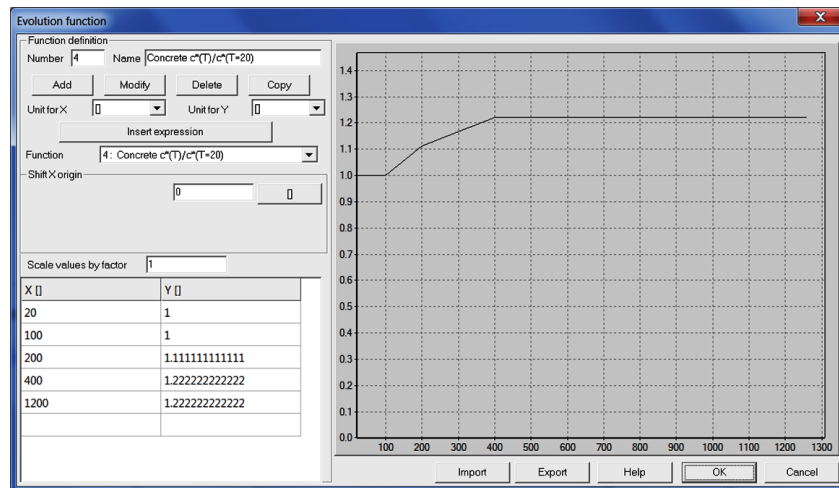 Evolution function
X
Function definition
Number 4 Name Concrete c*(T)/c*(T=20)
Add Modify Delete Copy
Unit for X [] Unit for Y []
Insert expression
Function 4 : Concrete c*(T)/c*(T=20)
Shift X origin
0 []
Scale values by factor 1
X [] Y []
20 1
100 1
200 1.111111111111
400 1.222222222222
1200 1.222222222222
1.4
1.3
1.2
1.1
1.0
0.9
0.8
0.7
0.6
0.5
0.4
0.3
0.2
0.1
0.0
100 200 300 400 500 600 700 800 900 1000 1100 1200 1300
Import Export Help OK Cancel